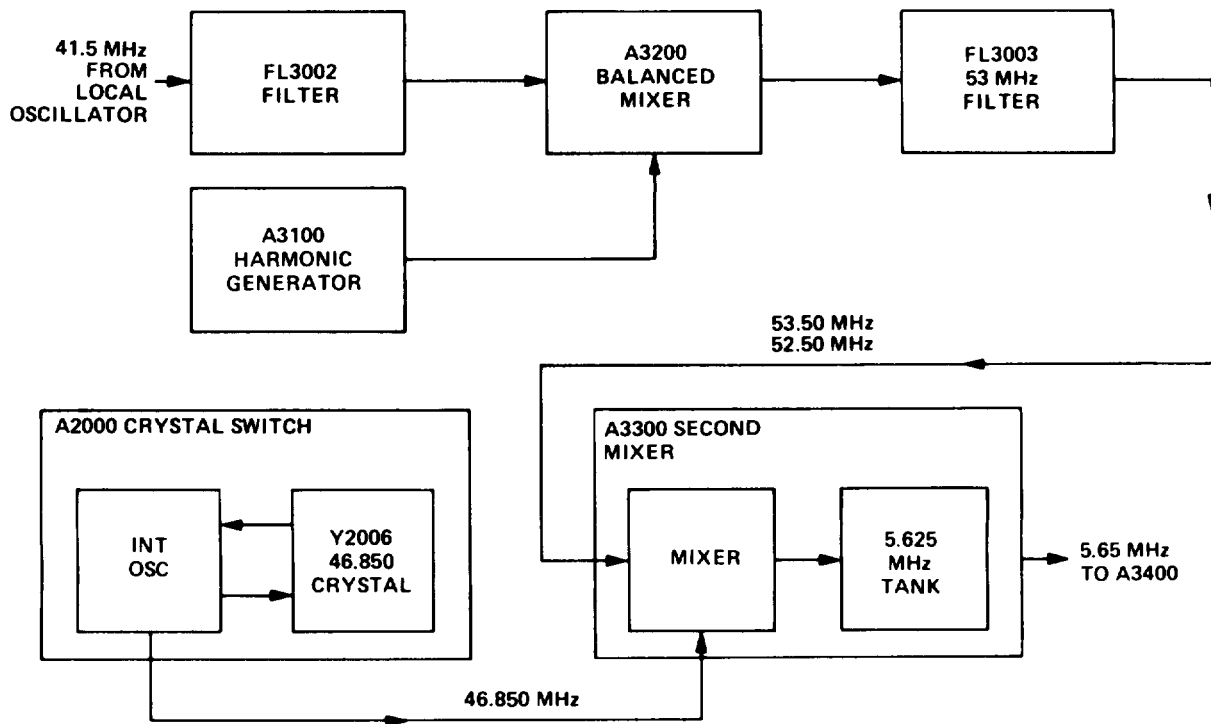 41.5 MHz
FROM
LOCAL
OSCILLATOR
FL3002
FILTER
A3200
BALANCED
MIXER
FL3003
53 MHz
FILTER
A3100
HARMONIC
GENERATOR
53.50 MHz
52.50 MHz
A2000 CRYSTAL SWITCH
INT
OSC
Y2006
46.850
CRYSTAL
A3300 SECOND
MIXER
MIXER
5.625
MHz
TANK
5.65 MHz
TO A3400
46.850 MHz